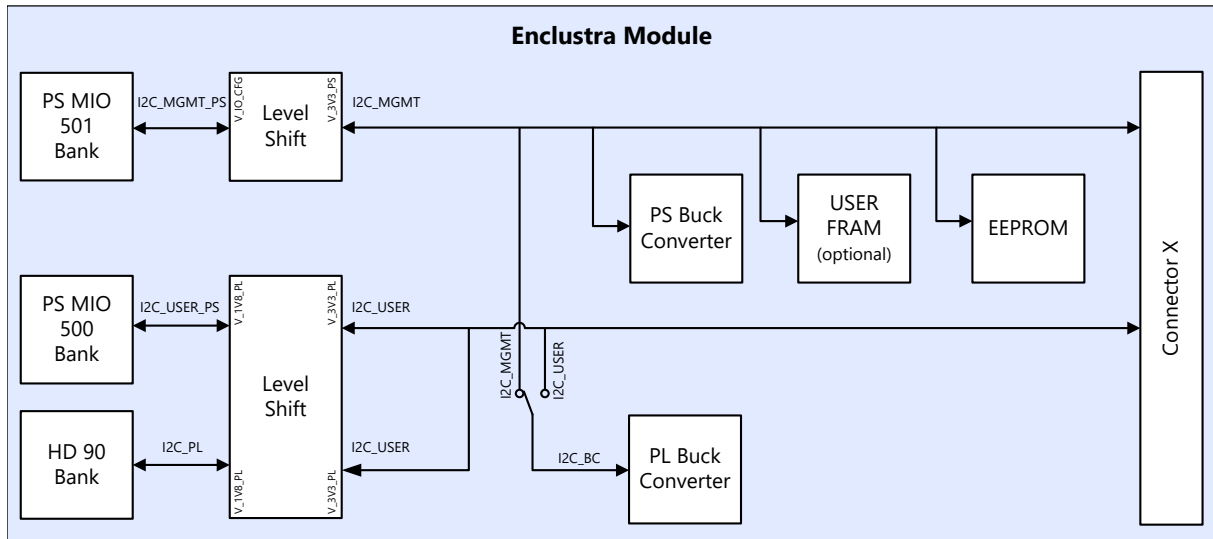 Enclustra Module
PS MIO
501
Bank
I2C_MGMT_PS
V_IO_CFG
Level
Shift
V_3V3_PS
I2C_MGMT
PS Buck
Converter
USER
FRAM
(optional)
EEPROM
Connector X
PS MIO
500
Bank
I2C_USER_PS
V_1V8_PL
V_3V3_PL
I2C_USER
Level
Shift
I2C_MGMT
I2C_USER
HD 90
Bank
I2C_PL
V_1V8_PL
V_3V3_PL
I2C_USER
I2C_BC
PL Buck
Converter